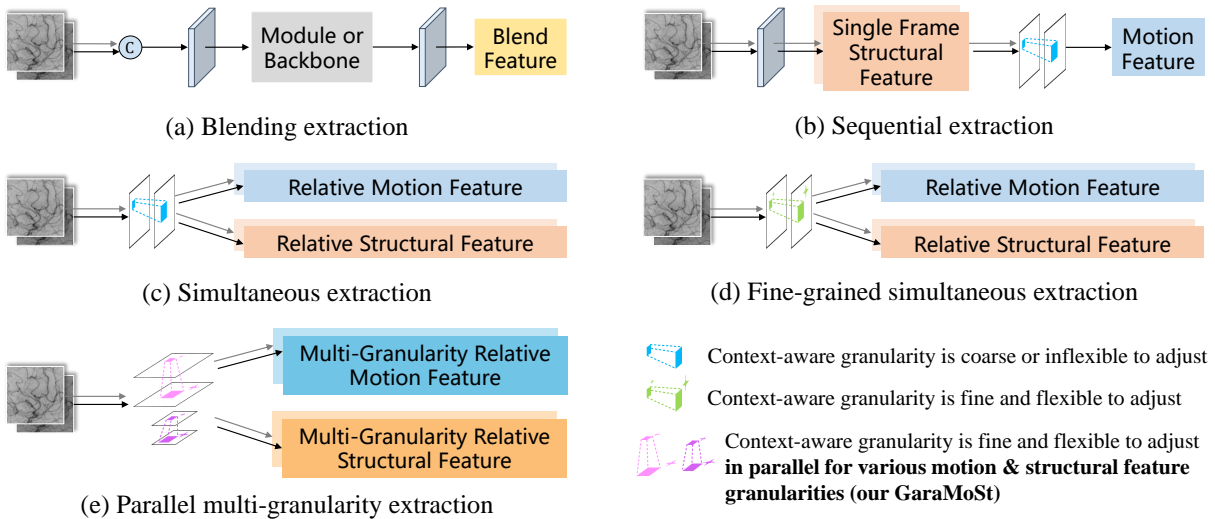 C
Module or
Backbone
Blend
Feature
(a) Blending extraction
Single Frame
Structural
Feature
Motion
Feature
(b) Sequential extraction
Relative Motion Feature
Relative Structural Feature
(c) Simultaneous extraction
Relative Motion Feature
Relative Structural Feature
(d) Fine-grained simultaneous extraction
Multi-Granularity Relative
Motion Feature
Multi-Granularity Relative
Structural Feature
(e) Parallel multi-granularity extraction
Context-aware granularity is coarse or inflexible to adjust
Context-aware granularity is fine and flexible to adjust
Context-aware granularity is fine and flexible to adjust
in parallel for various motion & structural feature
granularities (our GaraMoSt)